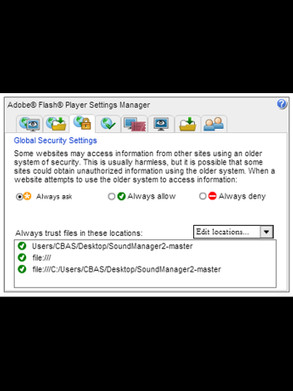 Adobe® Flash® Player Settings Manager
Global Security Settings
Some websites may access information from other sites using an older
system of security. This is usually harmless, but it is possible that some
sites could obtain unauthorized information using the older system. When a
website attempts to use the older system to access information:
Always ask Always allow Always deny
Always trust files in these locations: Edit locations...
Users/CBAS/Desktop/SoundManager2-master
file:///
file:///C:/Users/CBAS/Desktop/SoundManager2-master